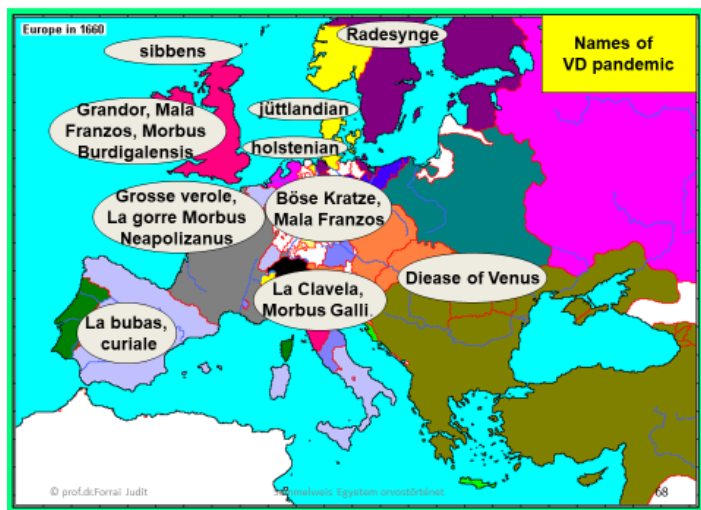 Europe in 1660
Radesynge
Names of
VD pandemic
sibbens
Grandor, Mala
Franzos, Morbus
Burdigalensis
jüttlandian
holstenian
Grosse verole,
La gorre Morbus
Neapolizanus
Böse Kratze,
Mala Franzos
Diease of Venus
La Clavela,
Morbus Galli.
La bubas,
curiale
© prof.dr.Forrai Judit
Semmelweis Egyetem orvostörténet
68